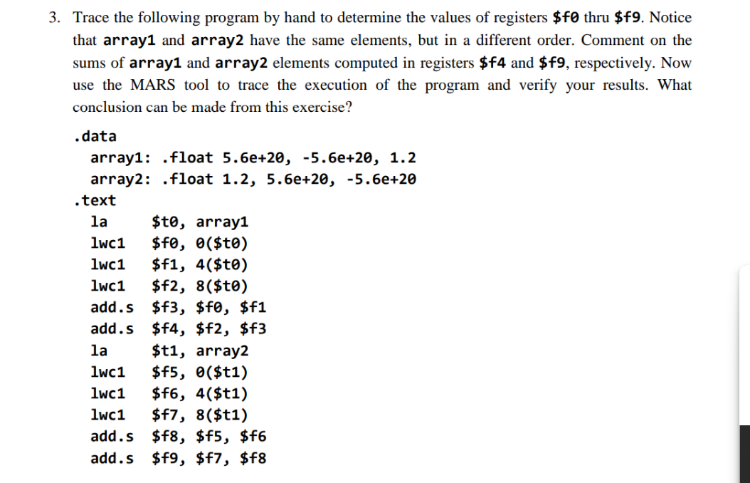 3. Trace the following program by hand to determine the values of registers $f0 thru $f9. Notice
that array1 and array2 have the same elements, but in a different order. Comment on the
sums of array1 and array2 elements computed in registers $f4 and $f9, respectively. Now
use the MARS tool to trace the execution of the program and verify your results. What
conclusion can be made from this exercise?
.data
array1: .float 5.6e+20, -5.6e+20, 1.2
array2: .float 1.2, 5.6e+20, -5.6e+20
.text
la $t0, array1
lwc1 $f0, 0($t0)
lwc1 $f1, 4($t0)
lwc1 $f2, 8($t0)
add.s $f3, $f0, $f1
add.s $f4, $f2, $f3
la $t1, array2
lwc1 $f5, 0($t1)
lwc1 $f6, 4($t1)
lwc1 $f7, 8($t1)
add.s $f8, $f5, $f6
add.s $f9, $f7, $f8